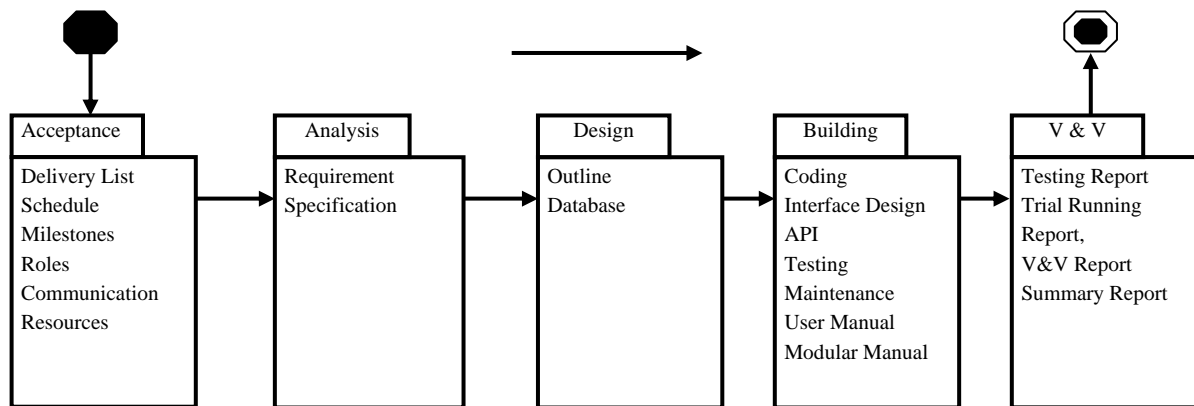 Acceptance
Delivery List
Schedule
Milestones
Roles
Communication
Resources
Analysis
Requirement
Specification
Design
Outline
Database
Building
Coding
Interface Design
API
Testing
Maintenance
User Manual
Modular Manual
V & V
Testing Report
Trial Running
Report,
V&V Report
Summary Report